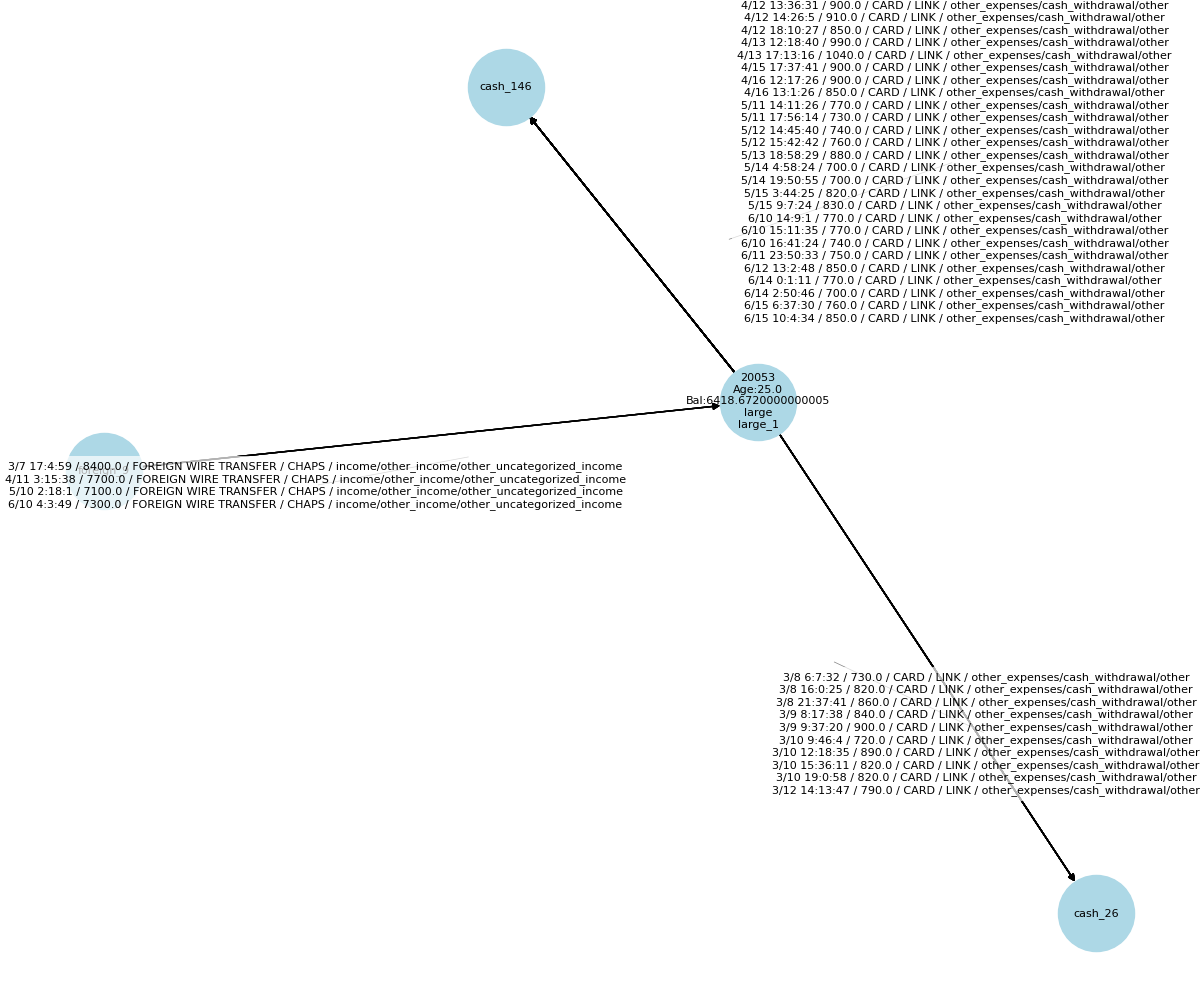 4/12 13:36:31 / 900.0 / CARD / LINK / other_expenses/cash_withdrawal/other
4/12 14:26:5 / 910.0 / CARD / LINK / other_expenses/cash_withdrawal/other
4/12 18:10:27 / 850.0 / CARD / LINK / other_expenses/cash_withdrawal/other
4/13 12:18:40 / 990.0 / CARD / LINK / other_expenses/cash_withdrawal/other
4/13 17:13:16 / 1040.0 / CARD / LINK / other_expenses/cash_withdrawal/other
4/15 17:37:41 / 900.0 / CARD / LINK / other_expenses/cash_withdrawal/other
4/16 12:17:26 / 900.0 / CARD / LINK / other_expenses/cash_withdrawal/other
4/16 13:1:26 / 850.0 / CARD / LINK / other_expenses/cash_withdrawal/other
5/11 14:11:26 / 770.0 / CARD / LINK / other_expenses/cash_withdrawal/other
5/11 17:56:14 / 730.0 / CARD / LINK / other_expenses/cash_withdrawal/other
5/12 14:45:40 / 740.0 / CARD / LINK / other_expenses/cash_withdrawal/other
5/12 15:42:42 / 760.0 / CARD / LINK / other_expenses/cash_withdrawal/other
5/13 18:58:29 / 880.0 / CARD / LINK / other_expenses/cash_withdrawal/other
5/14 4:58:24 / 700.0 / CARD / LINK / other_expenses/cash_withdrawal/other
5/14 19:50:55 / 700.0 / CARD / LINK / other_expenses/cash_withdrawal/other
5/15 3:44:25 / 820.0 / CARD / LINK / other_expenses/cash_withdrawal/other
5/15 9:7:24 / 830.0 / CARD / LINK / other_expenses/cash_withdrawal/other
6/10 14:9:1 / 770.0 / CARD / LINK / other_expenses/cash_withdrawal/other
6/10 15:11:35 / 770.0 / CARD / LINK / other_expenses/cash_withdrawal/other
6/10 16:41:24 / 740.0 / CARD / LINK / other_expenses/cash_withdrawal/other
6/11 23:50:33 / 750.0 / CARD / LINK / other_expenses/cash_withdrawal/other
6/12 13:2:48 / 850.0 / CARD / LINK / other_expenses/cash_withdrawal/other
6/14 0:1:11 / 770.0 / CARD / LINK / other_expenses/cash_withdrawal/other
6/14 2:50:46 / 700.0 / CARD / LINK / other_expenses/cash_withdrawal/other
6/15 6:37:30 / 760.0 / CARD / LINK / other_expenses/cash_withdrawal/other
6/15 10:4:34 / 850.0 / CARD / LINK / other_expenses/cash_withdrawal/other
cash_146
20053
Age:25.0
Bal:6418.6720000000005
large
large_1
3/7 17:4:59 / 8400.0 / FOREIGN WIRE TRANSFER / CHAPS / income/other_income/other_uncategorized_income
4/11 3:15:38 / 7700.0 / FOREIGN WIRE TRANSFER / CHAPS / income/other_income/other_uncategorized_income
5/10 2:18:1 / 7100.0 / FOREIGN WIRE TRANSFER / CHAPS / income/other_income/other_uncategorized_income
6/10 4:3:49 / 7300.0 / FOREIGN WIRE TRANSFER / CHAPS / income/other_income/other_uncategorized_income
3/8 6:7:32 / 730.0 / CARD / LINK / other_expenses/cash_withdrawal/other
3/8 16:0:25 / 820.0 / CARD / LINK / other_expenses/cash_withdrawal/other
3/8 21:37:41 / 860.0 / CARD / LINK / other_expenses/cash_withdrawal/other
3/9 8:17:38 / 840.0 / CARD / LINK / other_expenses/cash_withdrawal/other
3/9 9:37:20 / 900.0 / CARD / LINK / other_expenses/cash_withdrawal/other
3/10 9:46:4 / 720.0 / CARD / LINK / other_expenses/cash_withdrawal/other
3/10 12:18:35 / 890.0 / CARD / LINK / other_expenses/cash_withdrawal/other
3/10 15:36:11 / 820.0 / CARD / LINK / other_expenses/cash_withdrawal/other
3/10 19:0:58 / 820.0 / CARD / LINK / other_expenses/cash_withdrawal/other
3/12 14:13:47 / 790.0 / CARD / LINK / other_expenses/cash_withdrawal/other
cash_26